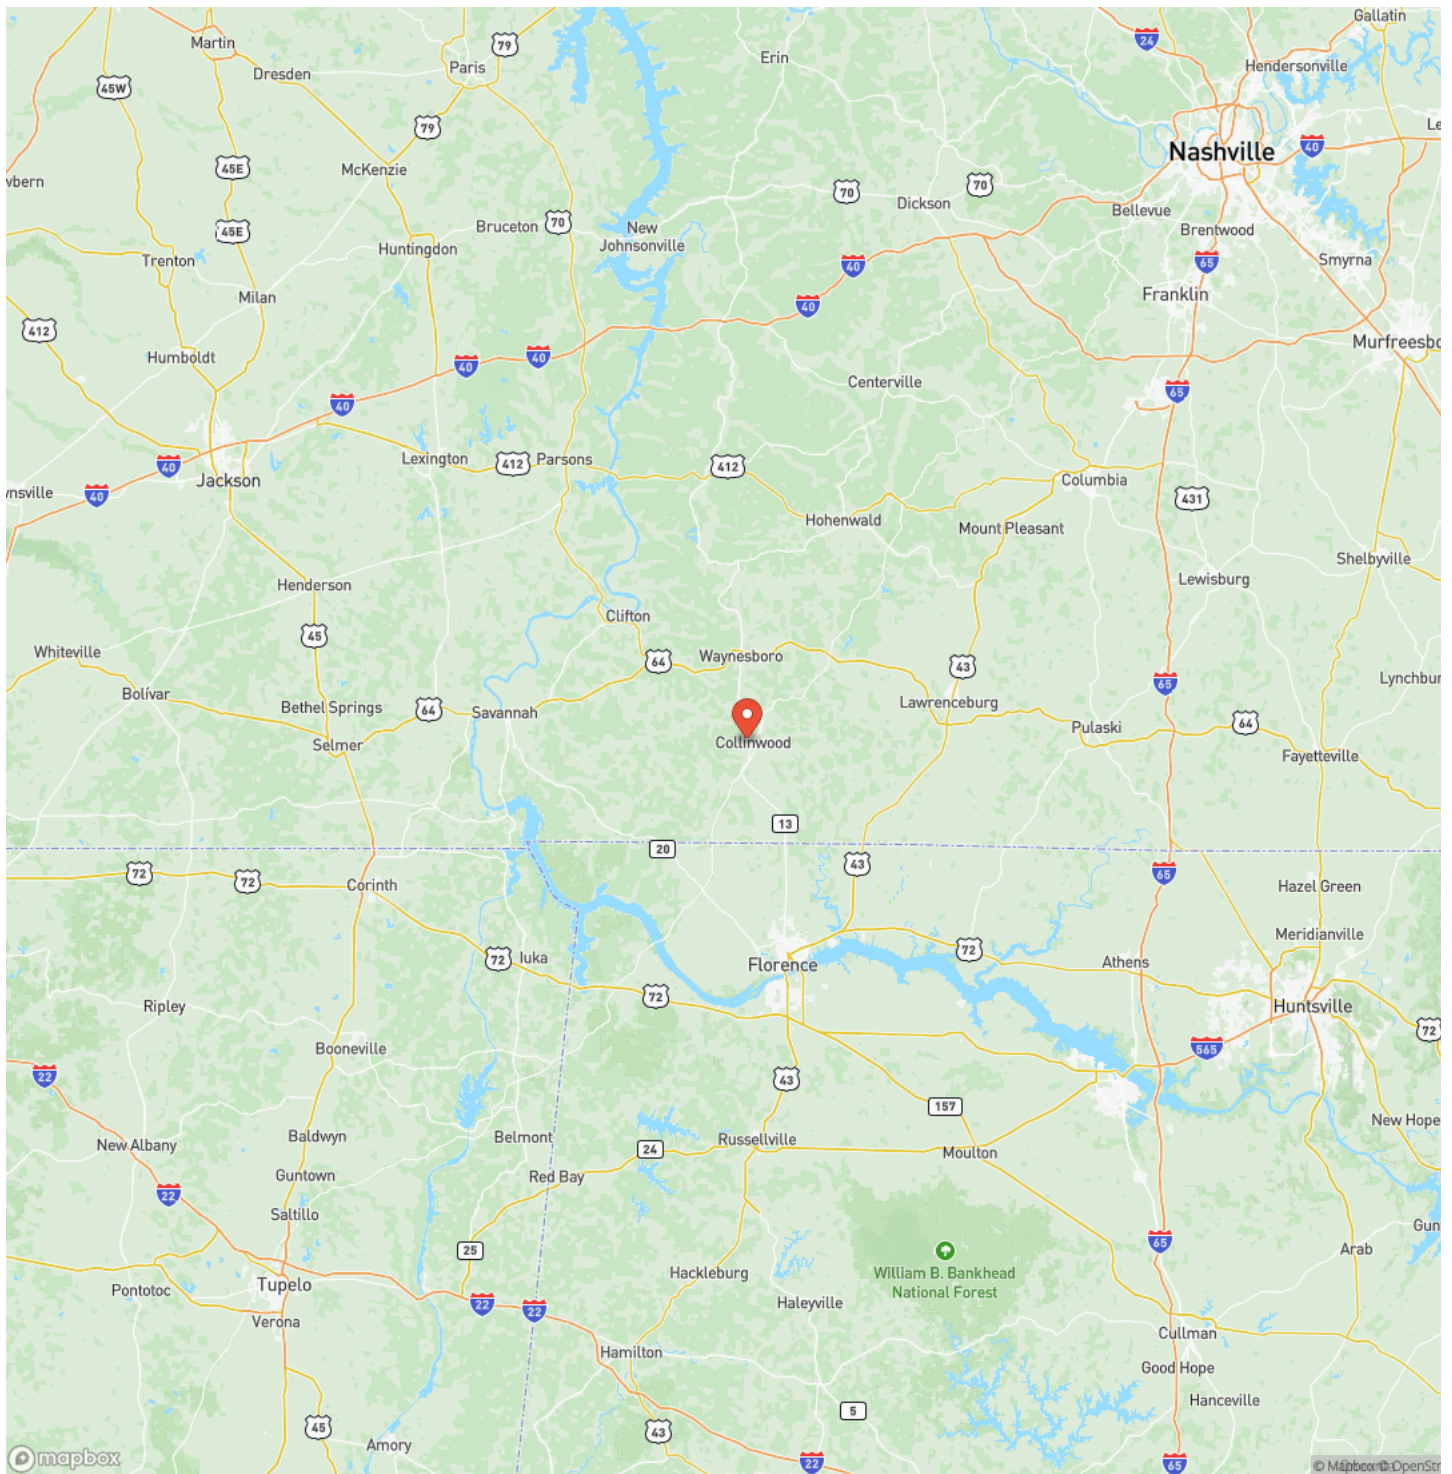 Gallatin
Martin
79
24
Erin
Paris
Hendersonville
Dresden
45W
79
40
Nashville
45E
McKenzie
70
70
Dickson
Bellevue
45E
Bruceton
70
New
Johnsonville
Brentwood
Huntingdon
Trenton
40
65
Smyrna
Milan
40
Franklin
412
Humboldt
40
40
Centerville
65
40
Lexington
412
Parsons
412
40
Jackson
Columbia
40
431
Hohenwald
Mount Pleasant
Shelbyville
Henderson
Lewisburg
Clifton
45
Whiteville
64
Waynesboro
43
65
Bolívar
Lawrenceburg
Bethel Springs
64
Savannah
64
Pulaski
Selmer
Collinwood
Fayetteville
13
20
43
72
72
65
Corinth
Hazel Green
Meridianville
72
Iuka
Florence
72
Athens
72
Ripley
Huntsville
72
Booneville
565
22
43
157
New Hope
Baldwyn
Belmont
Russellville
New Albany
24
Moulton
Guntown
Red Bay
22
Saltillo
65
25
Arab
Hackleburg
William B. Bankhead
National Forest
Tupelo
Pontotoc
22
22
Haleyville
Verona
Cullman
Hamilton
Good Hope
Hanceville
5
45
43
Amory
mapbox
22
65
© Mapbox ©